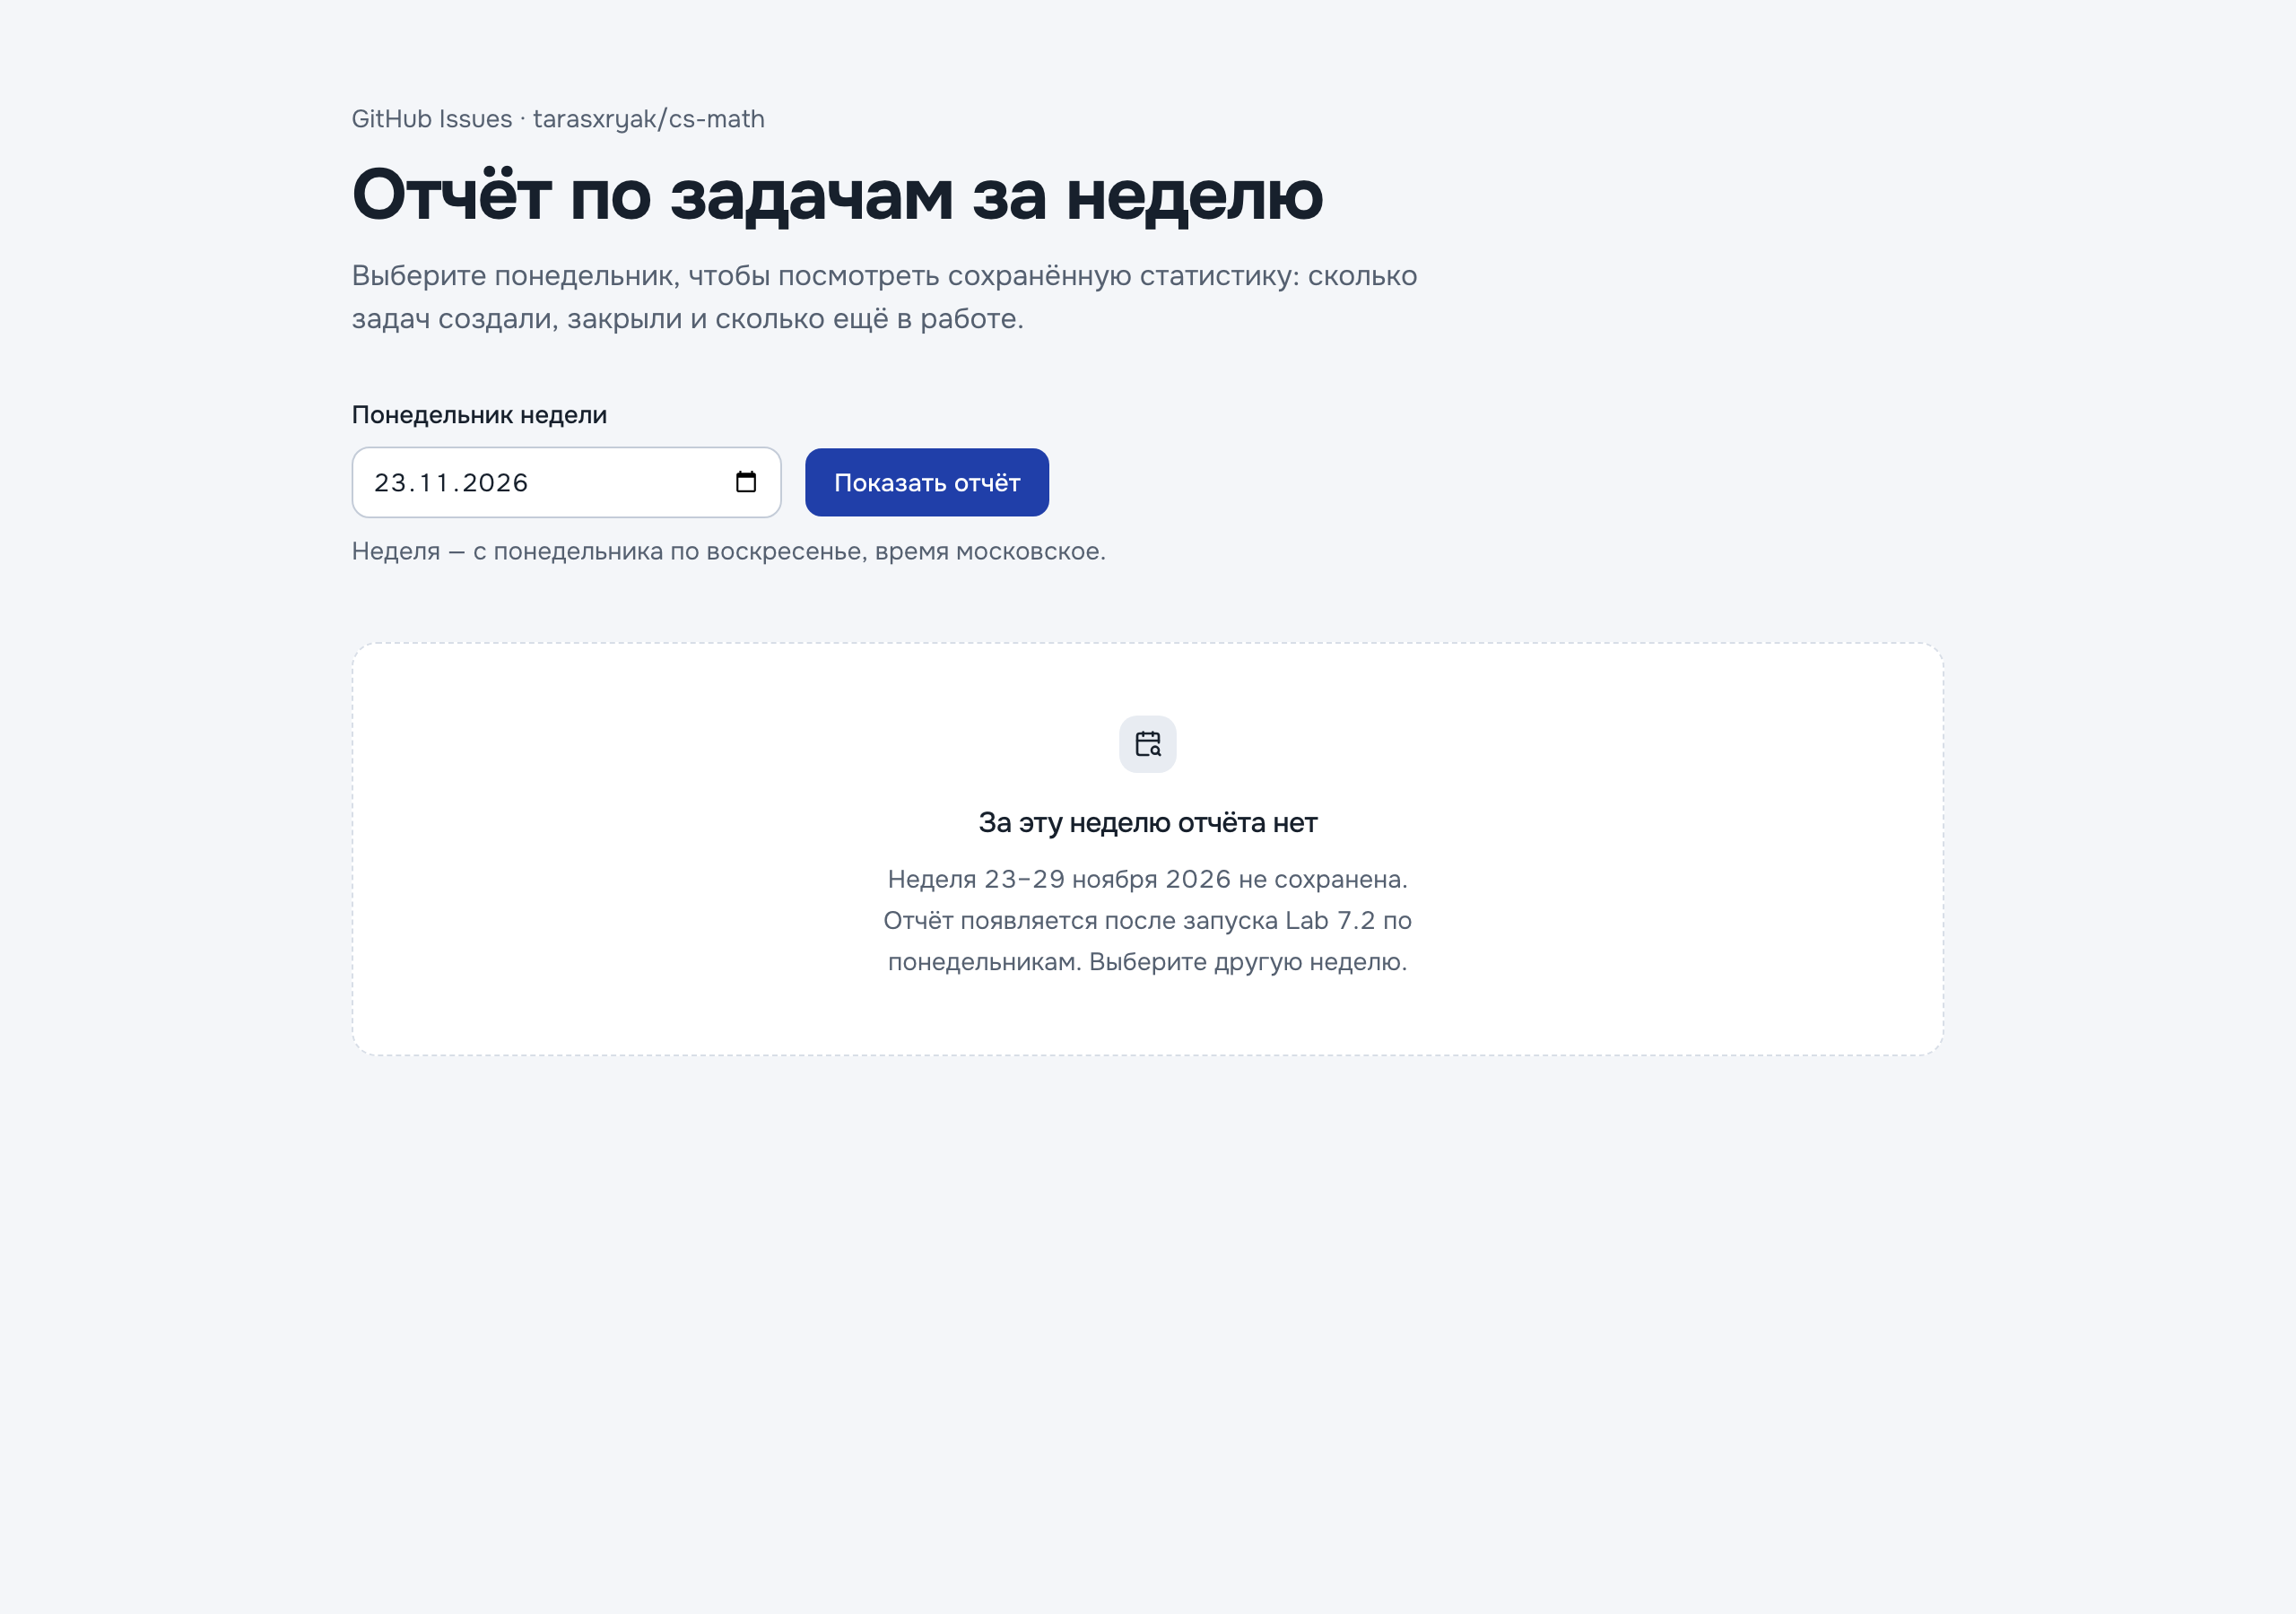 GitHub Issues · tarasxryak/cs-math
Отчёт по задачам за неделю
Выберите понедельник, чтобы посмотреть сохранённую статистику: сколько
задач создали, закрыли и сколько ещё в работе.
Понедельник недели
23.11.2026
Показать отчёт
Неделя — с понедельника по воскресенье, время московское.
За эту неделю отчёта нет
Неделя 23–29 ноября 2026 не сохранена.
Отчёт появляется после запуска Lab 7.2 по
понедельникам. Выберите другую неделю.